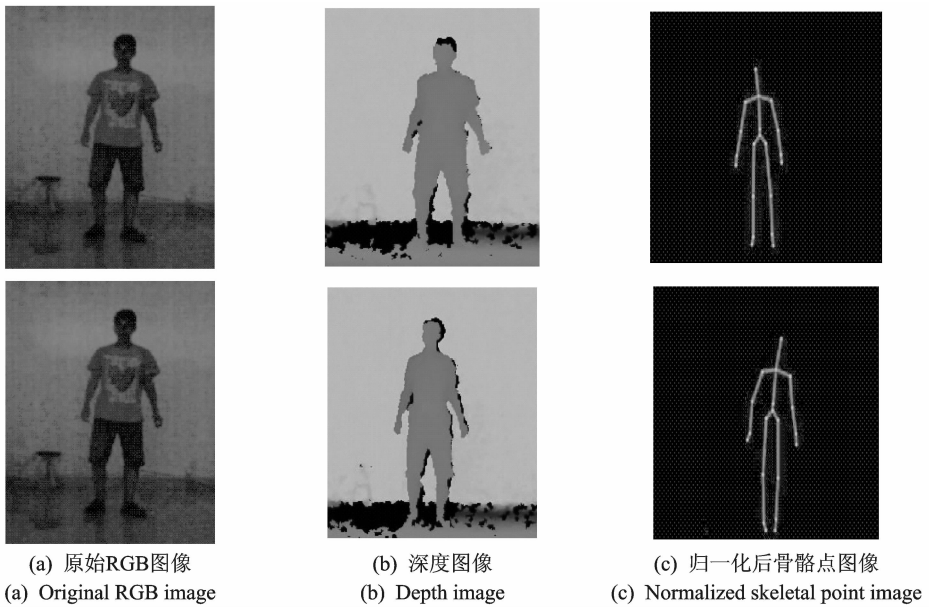 (a) 原始RGB图像
(a) Original RGB image
(b) 深度图像
(b) Depth image
(c) 归一化后骨骼点图像
(c) Normalized skeletal point image